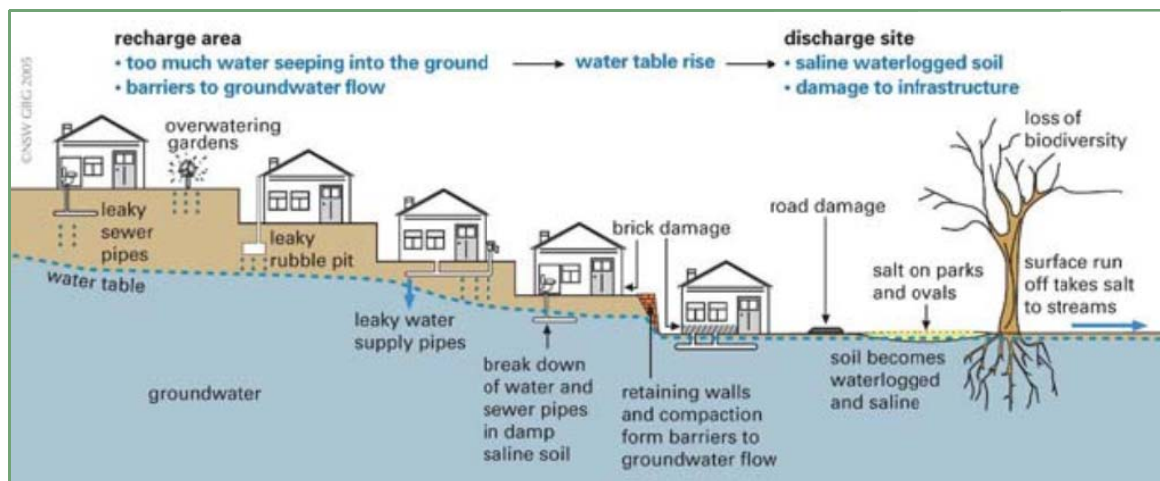 ©NSW GBG 2005
recharge area
• too much water seeping into the ground
• barriers to groundwater flow
water table rise
discharge site
• saline waterlogged soil
• damage to infrastructure
overwatering
gardens
loss of
biodiversity
leaky
sewer
pipes
leaky
rubble pit
brick damage
road damage
water table
salt on parks
and ovals
surface run
off takes salt
to streams
leaky water
supply pipes
groundwater
break down
of water and
sewer pipes
in damp
saline soil
retaining walls
and compaction
form barriers to
groundwater flow
soil becomes
waterlogged
and saline